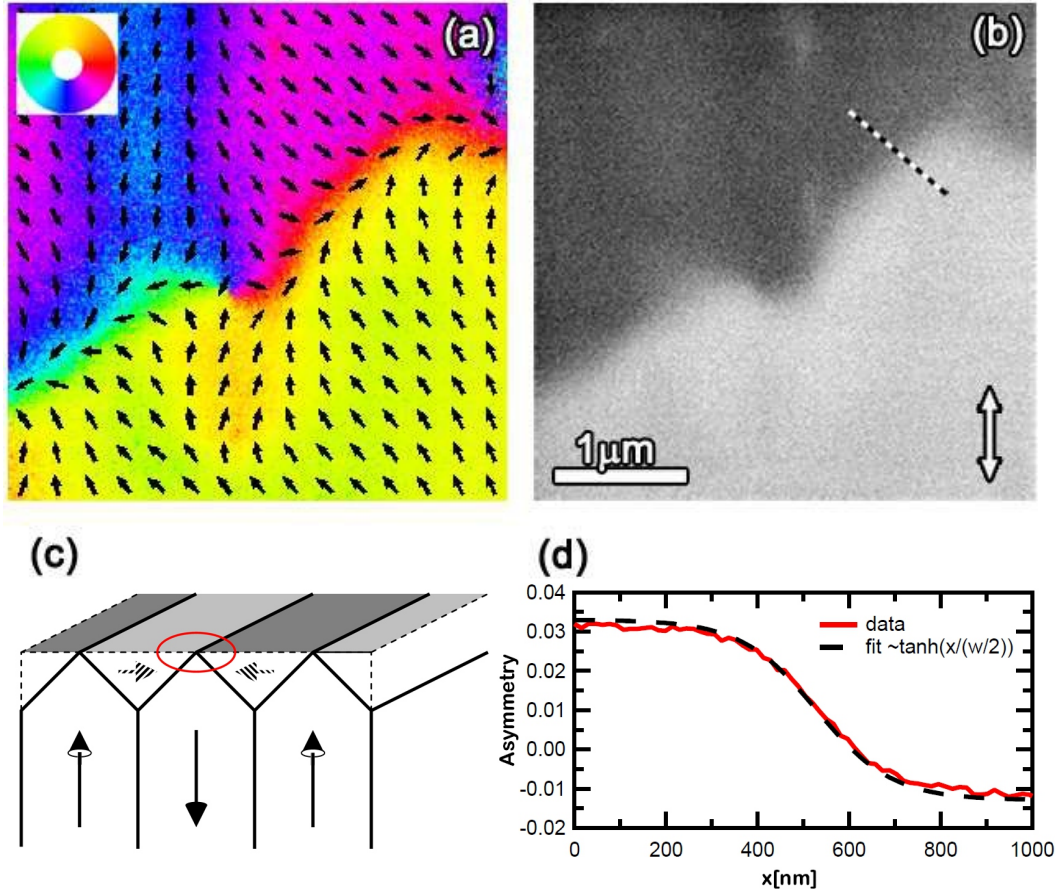 (a)
(b)
1μm
(c)
(d)
0.04
0.03
0.02
0.01
0.00
-0.01
-0.02
Asymmetry
data
fit ~tanh(x/(w/2))
0
200
400
600
800
1000
x[nm]